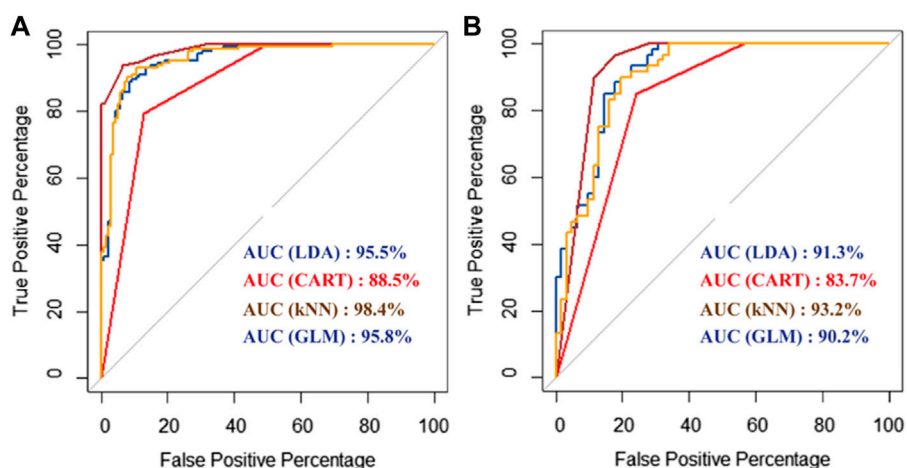 A
True Positive Percentage
100
80
60
40
20
0
AUC (LDA) : 95.5%
AUC (CART) : 88.5%
AUC (kNN) : 98.4%
AUC (GLM) : 95.8%
0 20 40 60 80 100
False Positive Percentage
B
True Positive Percentage
100
80
60
40
20
0
AUC (LDA) : 91.3%
AUC (CART) : 83.7%
AUC (kNN) : 93.2%
AUC (GLM) : 90.2%
0 20 40 60 80 100
False Positive Percentage